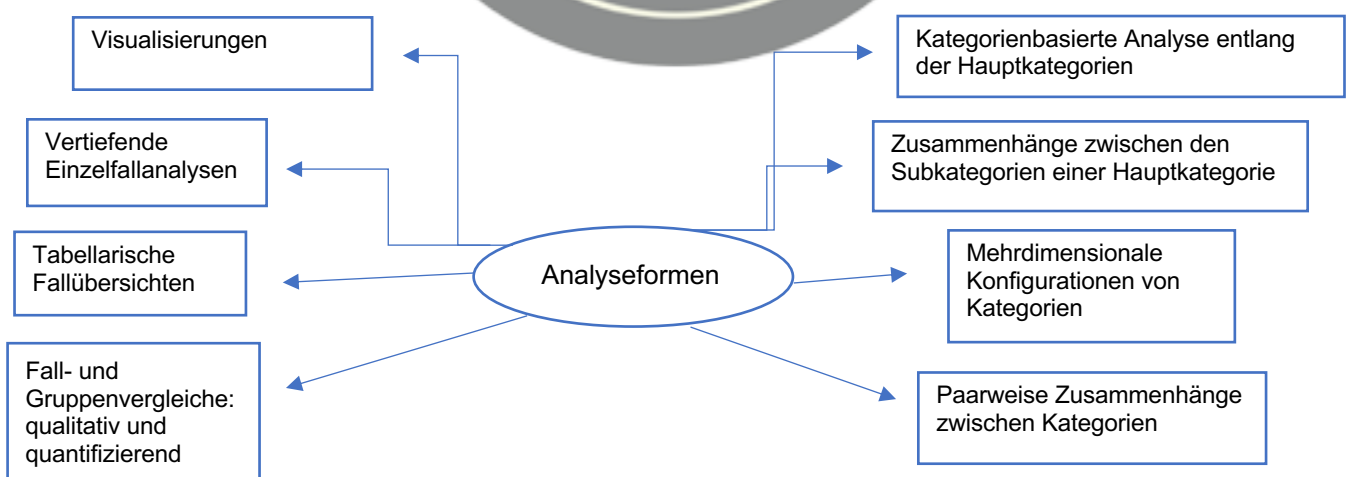 Visualisierungen
Kategorienbasierte Analyse entlang
der Hauptkategorien
Vertiefende
Einzelfallanalysen
Zusammenhänge zwischen den
Subkategorien einer Hauptkategorie
Tabellarische
Fallübersichten
Analyseformen
Mehrdimensionale
Konfigurationen von
Kategorien
Fall- und
Gruppenvergleiche:
qualitativ und
quantifizierend
Paarweise Zusammenhänge
zwischen Kategorien